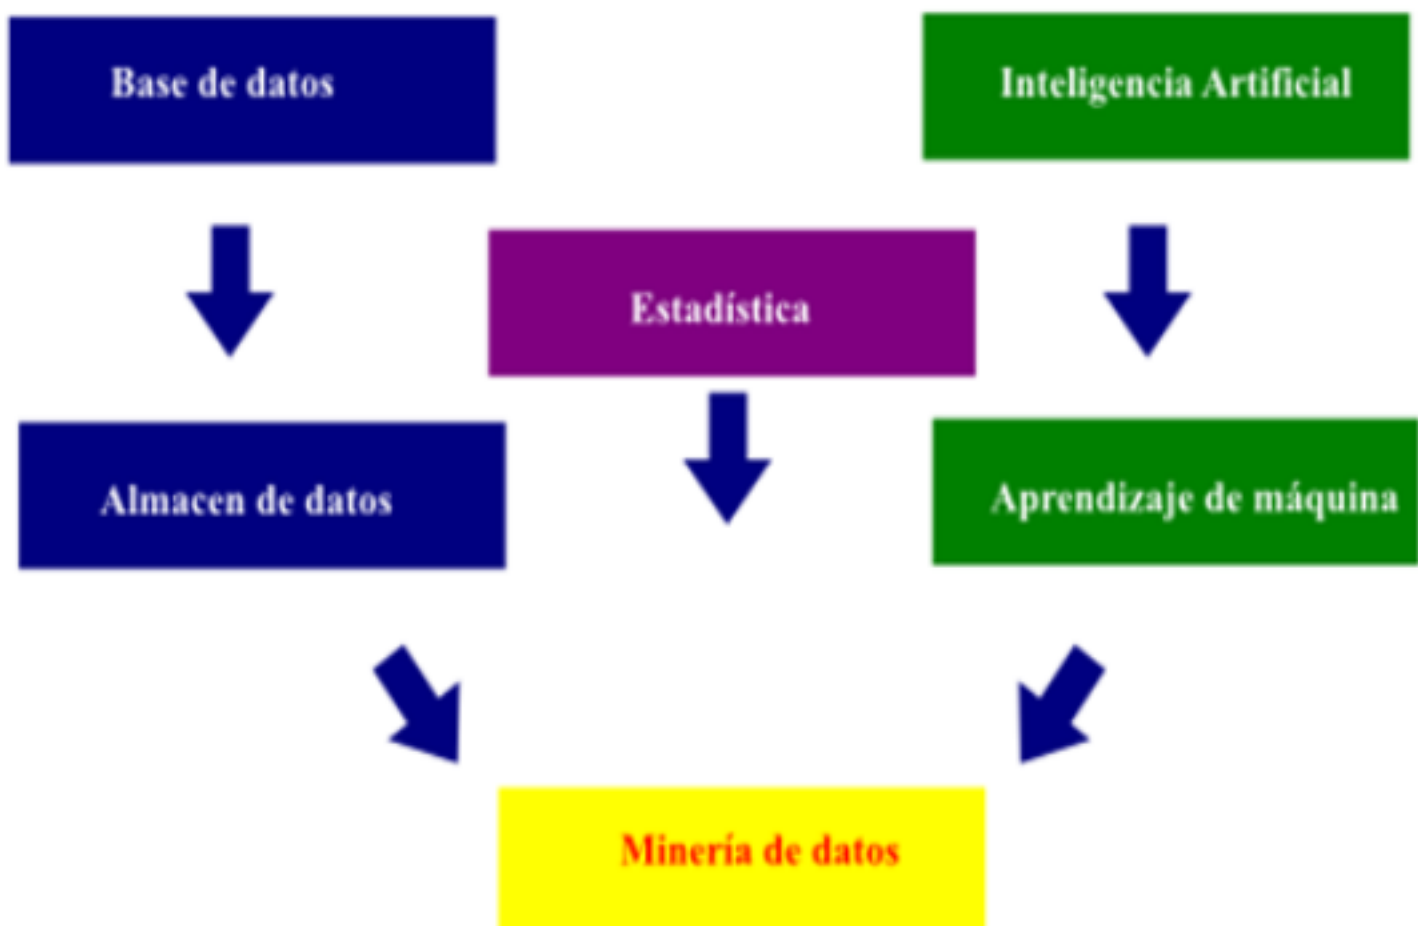 Base de datos
Inteligencia Artificial
Estadística
Almacen de datos
Aprendizaje de máquina
Minería de datos